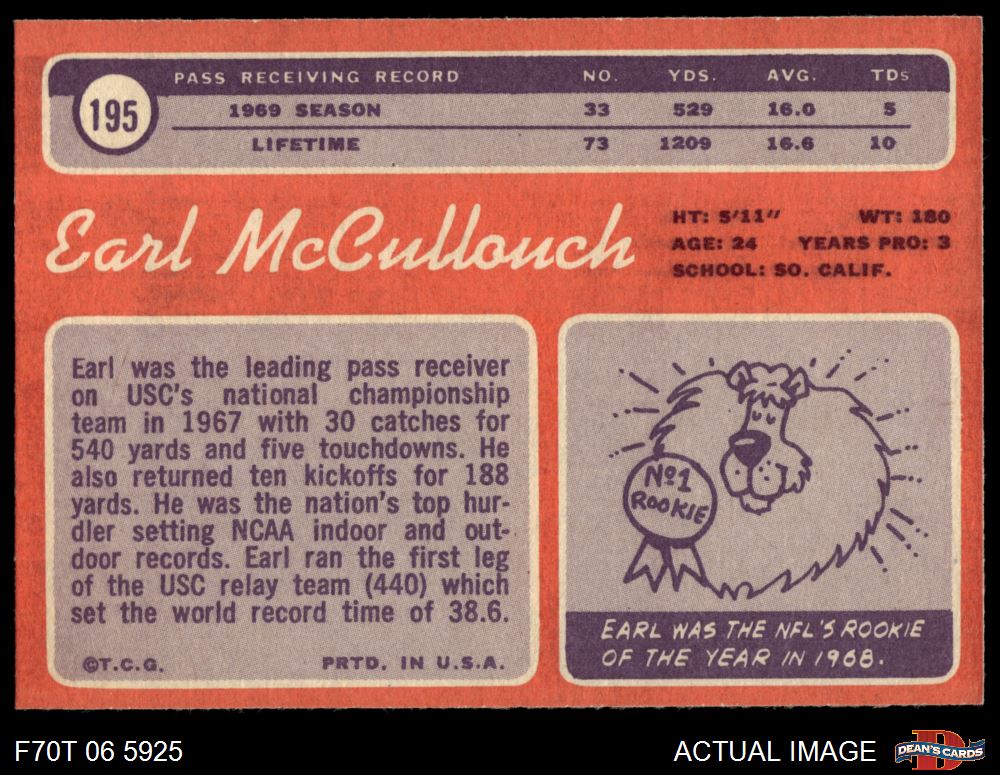 195
PASS RECEIVING RECORD NO. YDS. AVG. TDs
1969 SEASON 33 529 16.0 5
LIFETIME 73 1209 16.6 10
Earl McCullouch
HT: 5'11" WT: 180
AGE: 24 YEARS PRO: 3
SCHOOL: SO. CALIF.
Earl was the leading pass receiver
on USC's national championship
team in 1967 with 30 catches for
540 yards and five touchdowns. He
also returned ten kickoffs for 188
yards. He was the nation's top hur-
dler setting NCAA indoor and out-
door records. Earl ran the first leg
of the USC relay team (440) which
set the world record time of 38.6.
©T.C.G. PRTD. IN U.S.A.
Nº1
ROOKIE
EARL WAS THE NFL'S ROOKIE
OF THE YEAR IN 1968.
F70T 06 5925
ACTUAL IMAGE
D
DEAN'S CARDS